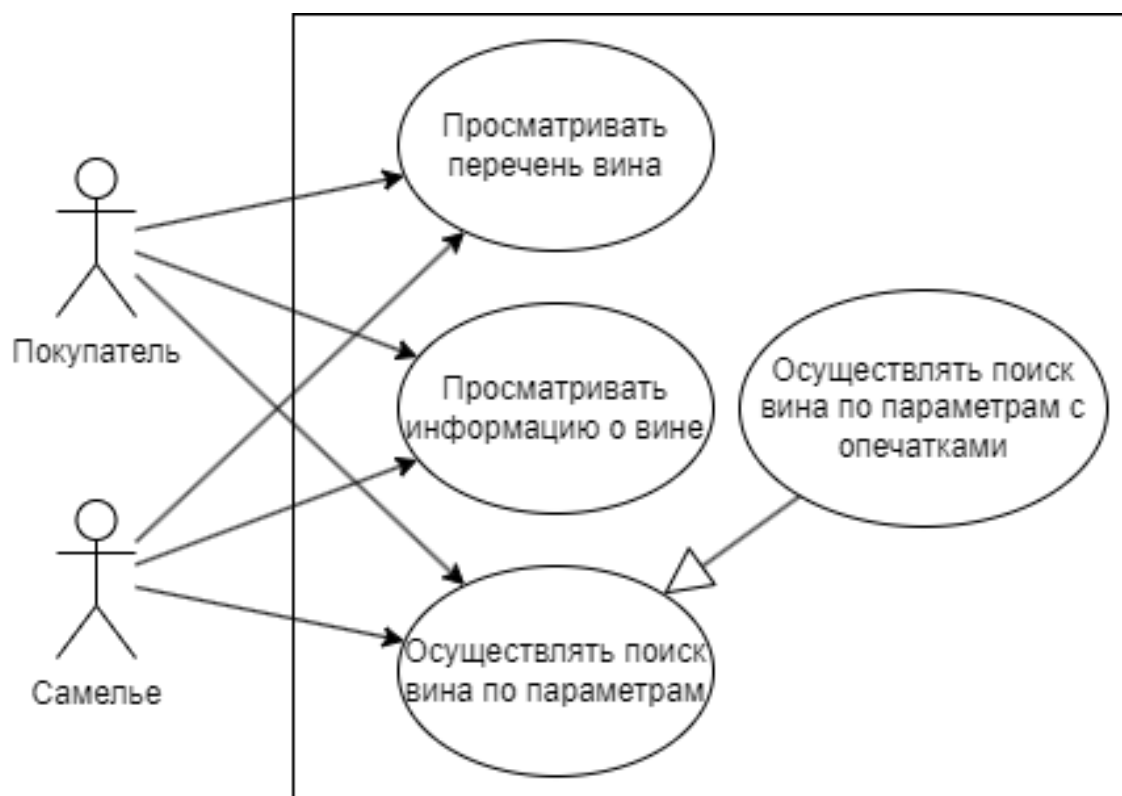 Просматривать
перечень вина
Покупатель
Просматривать
информацию о вине
Осуществлять поиск
вина по параметрам с
опечатками
Самелье
Осуществлять поиск
вина по параметрам